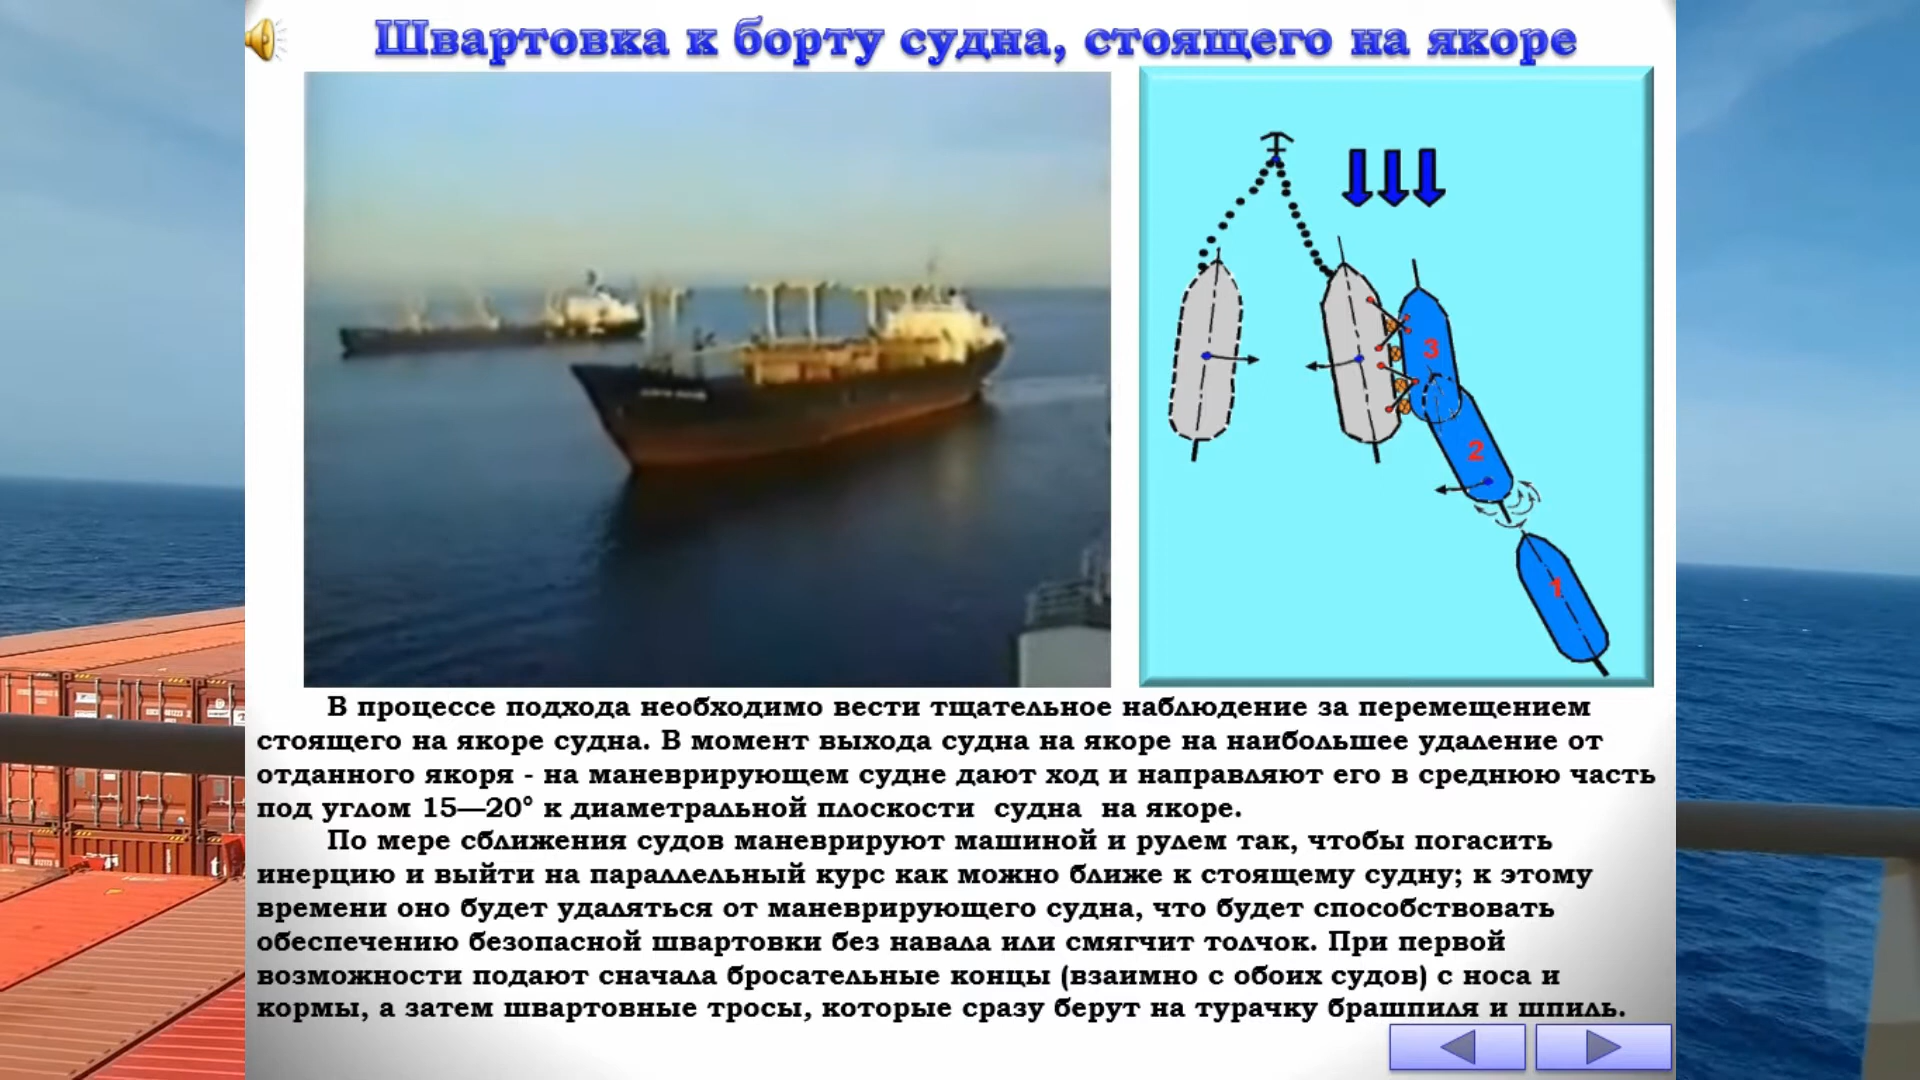 Швартовка к борту судна, стоящего на якоре
3
2
1
В процессе подхода необходимо вести тщательное наблюдение за перемещением
стоящего на якоре судна. В момент выхода судна на якоре на наибольшее удаление от
отданного якоря - на маневрирующем судне дают ход и направляют его в среднюю часть
под углом 15—20° к диаметральной плоскости судна на якоре.
По мере сближения судов маневрируют машиной и рулем так, чтобы погасить
инерцию и выйти на параллельный курс как можно ближе к стоящему судну; к этому
времени оно будет удаляться от маневрирующего судна, что будет способствовать
обеспечению безопасной швартовки без навала или смягчит толчок. При первой
возможности подают сначала бросательные концы (взаимно с обоих судов) с носа и
кормы, а затем швартовные тросы, которые сразу берут на турачку брашпиля и шпиль.